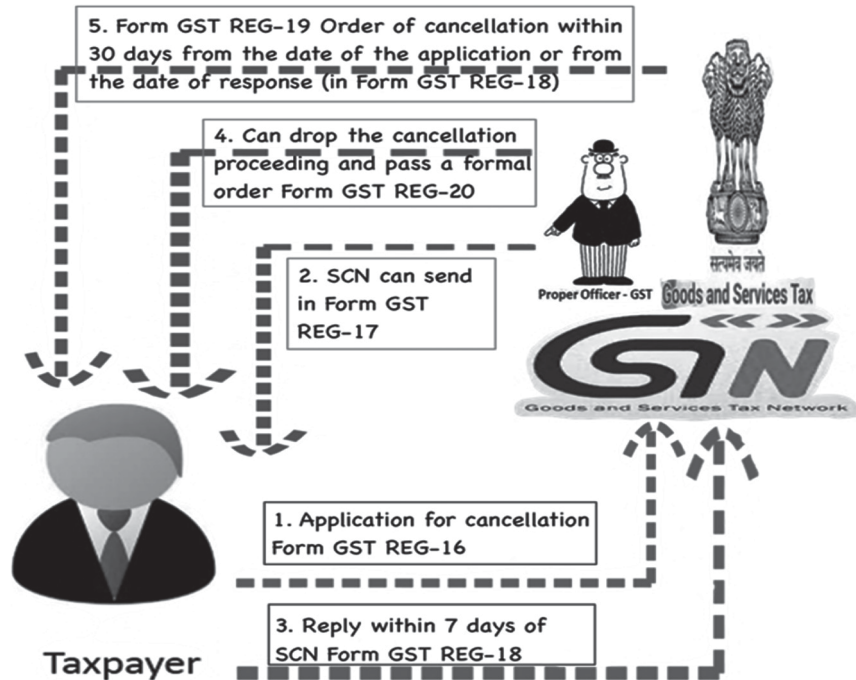 5. Form GST REG-19 Order of cancellation within
30 days from the date of the application or from
the date of response (in Form GST REG-18)
4. Can drop the cancellation
proceeding and pass a formal
order Form GST REG-20
2. SCN can send
in Form GST
REG-17
सत्यमेव जयते
Proper Officer - GST
Goods and Services Tax
GSTN
Goods and Services Tax Network
1. Application for cancellation
Form GST REG-16
3. Reply within 7 days of
SCN Form GST REG-18
Taxpayer